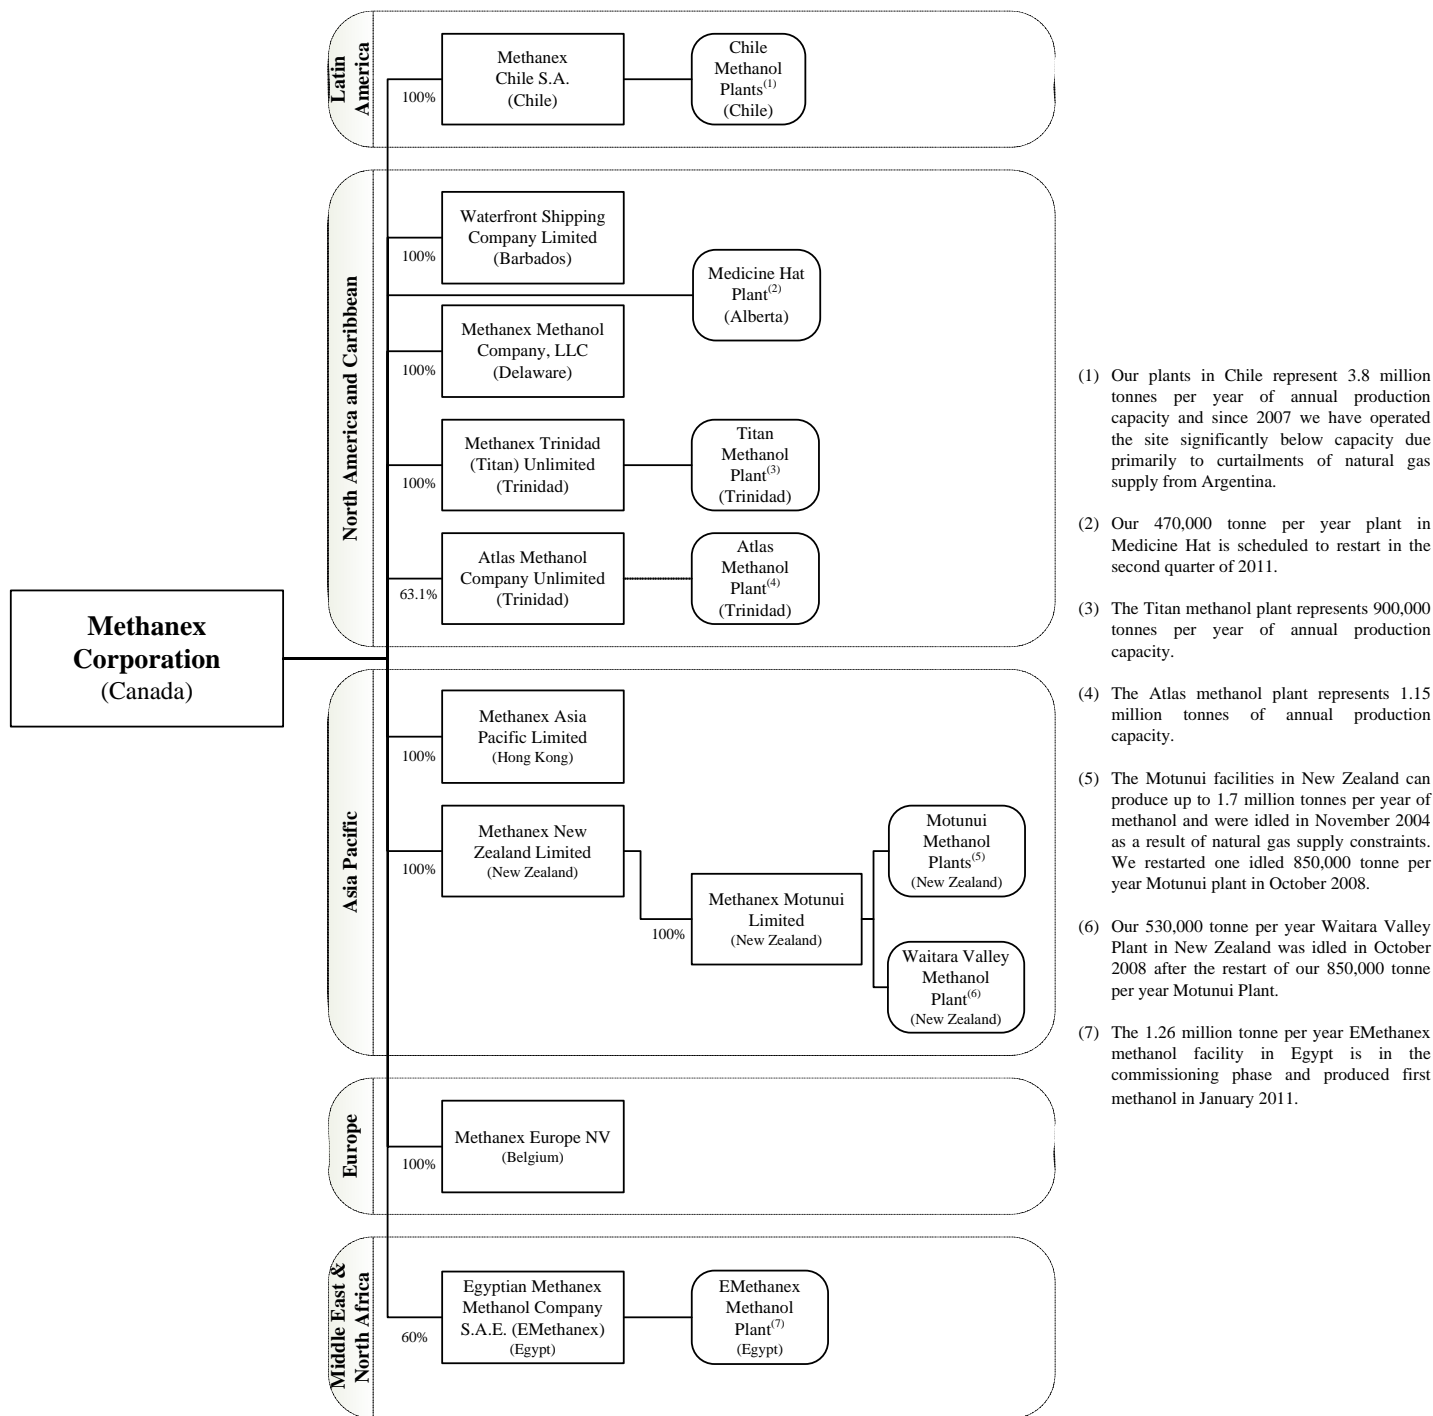 Methanex
Corporation
(Canada)
Latin
America
100%
Methanex
Chile S.A.
(Chile)
Chile
Methanol
Plants(1)
(Chile)
North America and Caribbean
100%
Waterfront Shipping
Company Limited
(Barbados)
Medicine Hat
Plant(2)
(Alberta)
100%
Methanex Methanol
Company, LLC
(Delaware)
100%
Methanex Trinidad
(Titan) Unlimited
(Trinidad)
Titan
Methanol
Plant(3)
(Trinidad)
63.1%
Atlas Methanol
Company Unlimited
(Trinidad)
Atlas
Methanol
Plant(4)
(Trinidad)
Asia Pacific
100%
Methanex Asia
Pacific Limited
(Hong Kong)
100%
Methanex New
Zealand Limited
(New Zealand)
100%
Methanex Motunui
Limited
(New Zealand)
Motunui
Methanol
Plants(5)
(New Zealand)
Waitara Valley
Methanol
Plant(6)
(New Zealand)
Europe
100%
Methanex Europe NV
(Belgium)
Middle East &
North Africa
60%
Egyptian Methanex
Methanol Company
S.A.E. (EMethanex)
(Egypt)
EMethanex
Methanol
Plant(7)
(Egypt)
(1) Our plants in Chile represent 3.8 million
tonnes per year of annual production
capacity and since 2007 we have operated
the site significantly below capacity due
primarily to curtailments of natural gas
supply from Argentina.
(2) Our 470,000 tonne per year plant in
Medicine Hat is scheduled to restart in the
second quarter of 2011.
(3) The Titan methanol plant represents 900,000
tonnes per year of annual production
capacity.
(4) The Atlas methanol plant represents 1.15
million tonnes of annual production
capacity.
(5) The Motunui facilities in New Zealand can
produce up to 1.7 million tonnes per year of
methanol and were idled in November 2004
as a result of natural gas supply constraints.
We restarted one idled 850,000 tonne per
year Motunui plant in October 2008.
(6) Our 530,000 tonne per year Waitara Valley
Plant in New Zealand was idled in October
2008 after the restart of our 850,000 tonne
per year Motunui Plant.
(7) The 1.26 million tonne per year EMethanex
methanol facility in Egypt is in the
commissioning phase and produced first
methanol in January 2011.